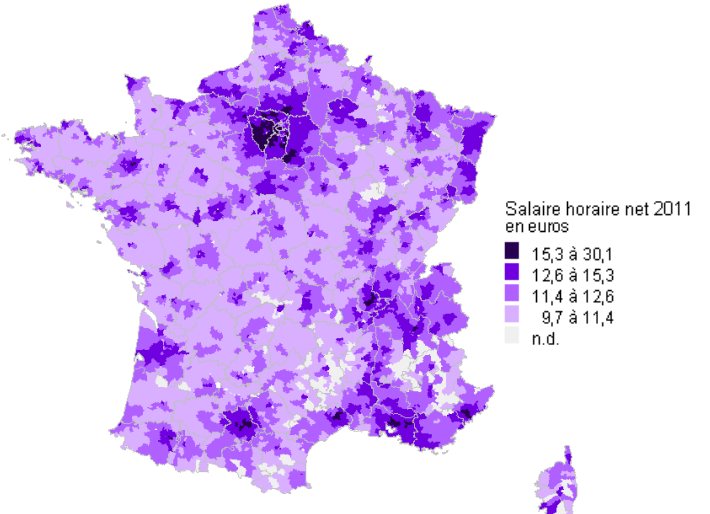 Salaire horaire net 2011
en euros
15,3 à 30,1
12,6 à 15,3
11,4 à 12,6
9,7 à 11,4
n.d.